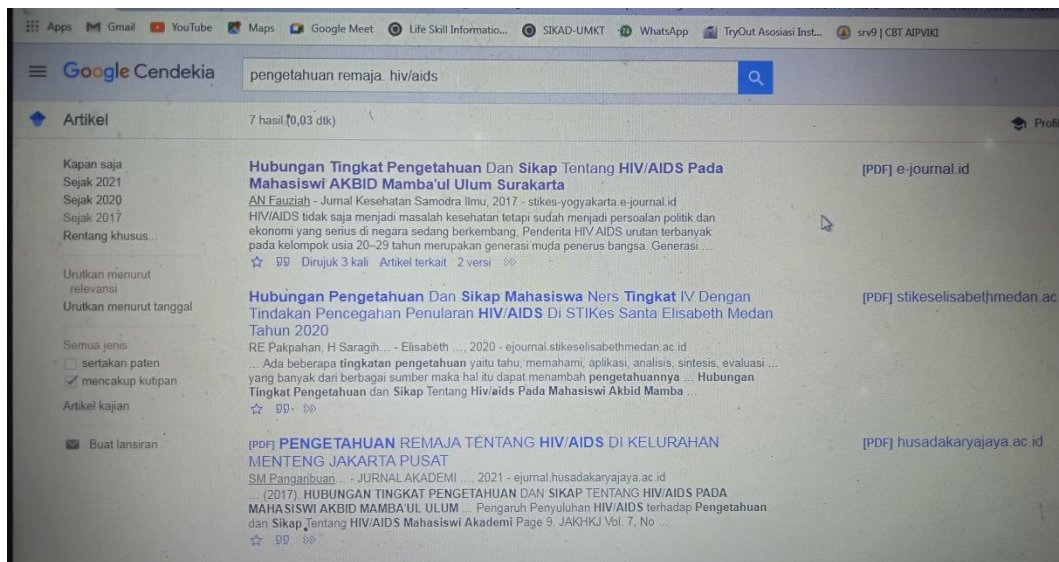 Apps Gmail YouTube Maps Google Meet Life Skill Informatio... SIKAD-UMKT WhatsApp TryOut Asosiasi Inst... srv9 | CBT AIPVIKI
Google Cendekia
pengetahuan remaja. hiv/aids
Artikel
7 hasil (0,03 dtk)
Profil
Kapan saja
Sejak 2021
Sejak 2020
Sejak 2017
Rentang khusus...
Urutkan menurut
relevansi
Urutkan menurut tanggal
Semua jenis
sertakan paten
mencakup kutipan
Artikel kajian
Buat lansiran
Hubungan Tingkat Pengetahuan Dan Sikap Tentang HIV/AIDS Pada
Mahasiswi AKBID Mamba'ul Ulum Surakarta
[PDF] e-journal.id
AN Fauziah - Jurnal Kesehatan Samodra Ilmu, 2017 - stikes-yogyakarta.e-journal.id
HIV/AIDS tidak saja menjadi masalah kesehatan tetapi sudah menjadi persoalan politik dan
ekonomi yang serius di negara sedang berkembang, Penderita HIV AIDS urutan terbanyak
pada kelompok usia 20–29 tahun merupakan generasi muda penerus bangsa. Generasi ...
Dirujuk 3 kali Artikel terkait 2 versi
Hubungan Pengetahuan Dan Sikap Mahasiswa Ners Tingkat IV Dengan
Tindakan Pencegahan Penularan HIV/AIDS Di STIKes Santa Elisabeth Medan
Tahun 2020
[PDF] stikeselisabethmedan.ac
RE Pakpahan, H Saragih... - Elisabeth ..., 2020 - ejournal.stikeselisabethmedan.ac.id
... Ada beberapa tingkatan pengetahuan yaitu tahu, memahami, aplikasi, analisis, sintesis, evaluasi ...
yang banyak dari berbagai sumber maka hal itu dapat menambah pengetahuannya ... Hubungan
Tingkat Pengetahuan dan Sikap Tentang Hiv/aids Pada Mahasiswi Akbid Mamba ...
[PDF] PENGETAHUAN REMAJA TENTANG HIV/AIDS DI KELURAHAN
MENTENG JAKARTA PUSAT
[PDF] husadakaryajaya.ac.id
SM Pangaribuan... - JURNAL AKADEMI ..., 2021 - ejurnal.husadakaryajaya.ac.id
... (2017). HUBUNGAN TINGKAT PENGETAHUAN DAN SIKAP TENTANG HIV/AIDS PADA
MAHASISWI AKBID MAMBA'UL ULUM ... Pengaruh Penyuluhan HIV/AIDS terhadap Pengetahuan
dan Sikap Tentang HIV/AIDS Mahasiswa Akademi Page 9. JAKHKJ Vol. 7, No ...